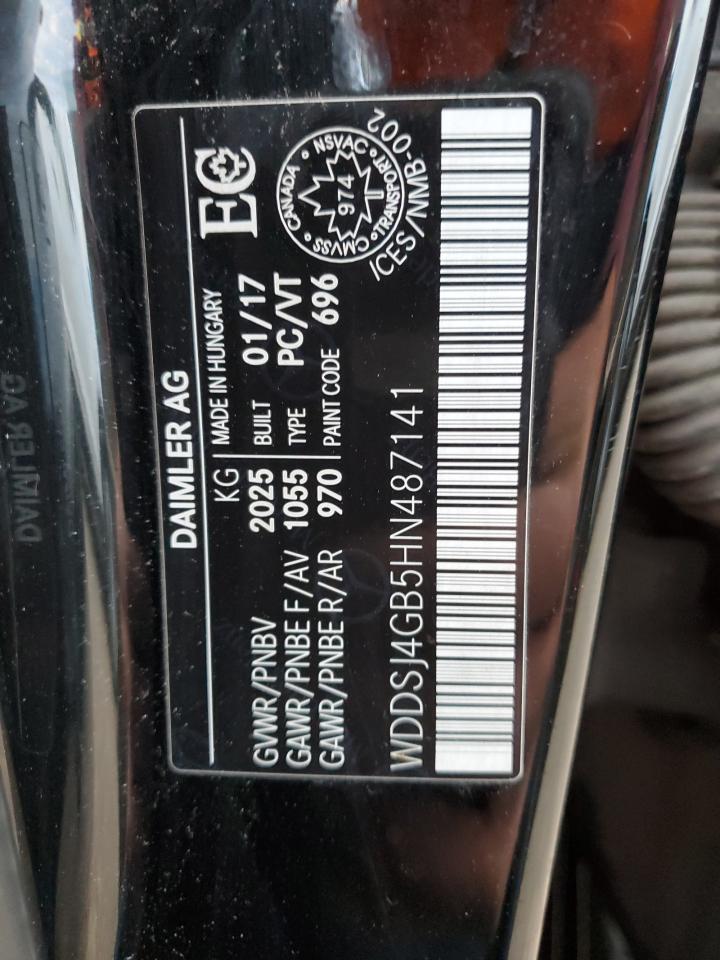 DAIMLER AG
KG MADE IN HUNGARY
GVWR/PNBV 2025 BUILT 01/17
GAWR/PNBE F/AV 1055 TYPE PC/VT
GAWR/PNBE R/AR 970 PAINT CODE 696
EC
CANADA • NSVAC • TRANSPORT • CMVSS •
974
ICES/NMB-002
WDDSJ4GB5HN487141
DAIMLER AG